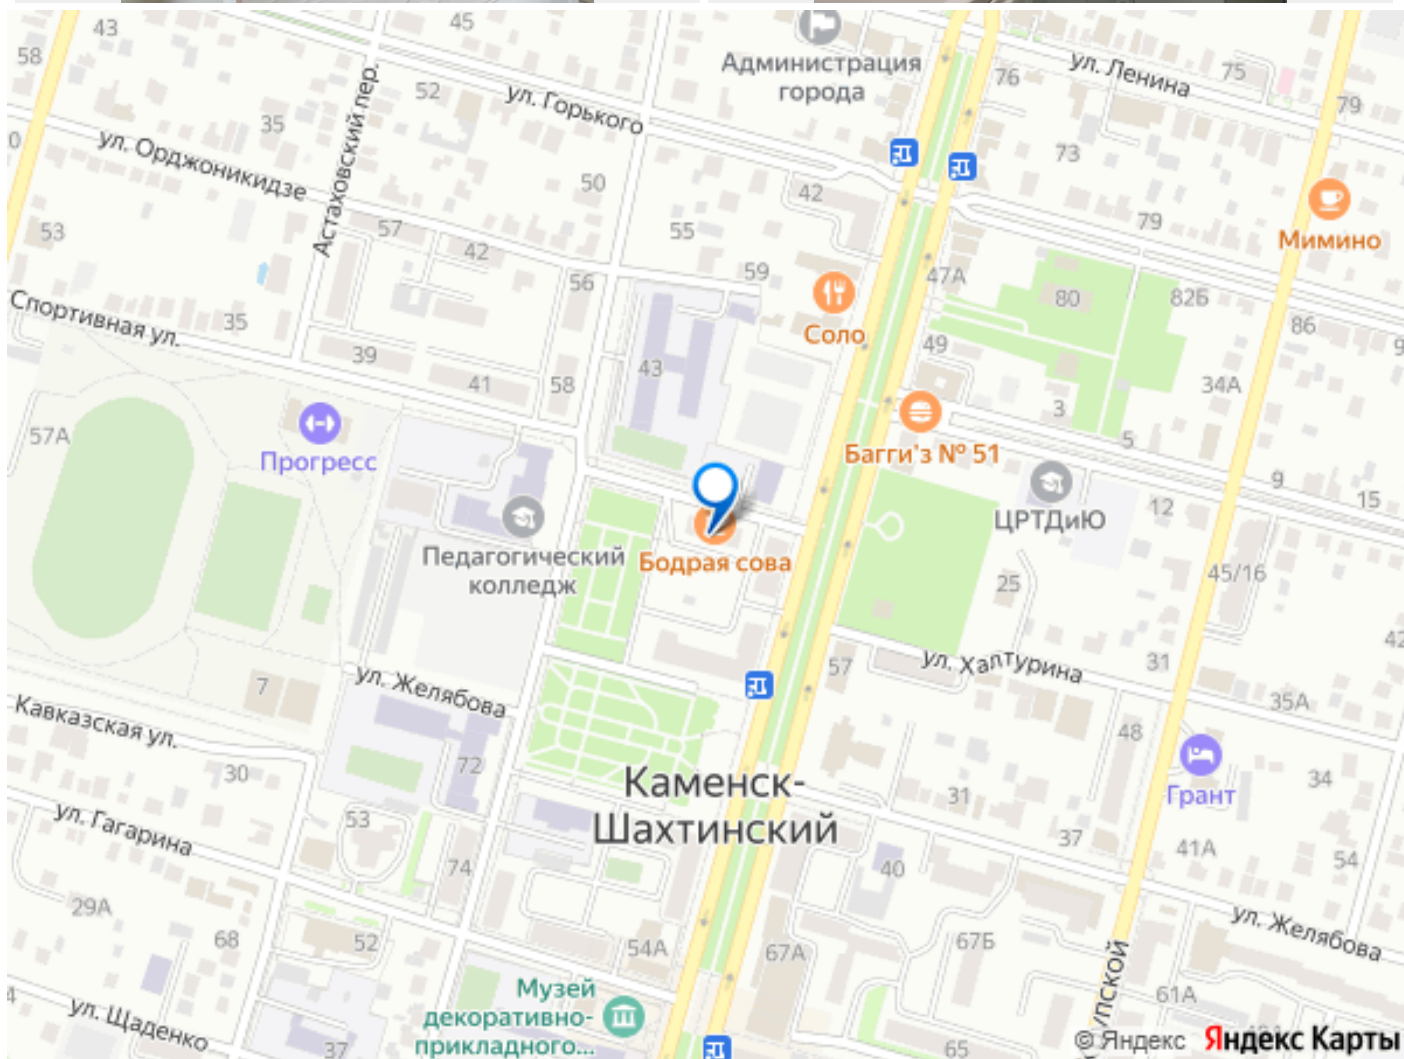 45
43
58
Администрация
города
76
ул. Ленина
75
79
52
ул. Горького
35
ул. Орджоникидзе
Астаховский пер.
73
50
42
79
Мимино
53
57
42
55
59
56
47А
80
82Б
86
Спортивная ул.
35
Соло
49
39
41
58
43
34А
3
5
57А
Прогресс
Багги'з № 51
9
15
12
ЦРТДиЮ
Педагогический
колледж
Бодрая сова
25
45/16
42
57
ул. Халтурина
31
35А
7
ул. Желябова
Кавказская ул.
48
30
72
Каменск-
Шахтинский
34
Грант
31
37
ул. Гагарина
53
74
40
41А
54
29А
68
52
54А
67А
67Б
ул. Желябова
Музей
декоративно-
прикладного...
61А
ул. Щаденко
37
65
© Яндекс Яндекс Карты